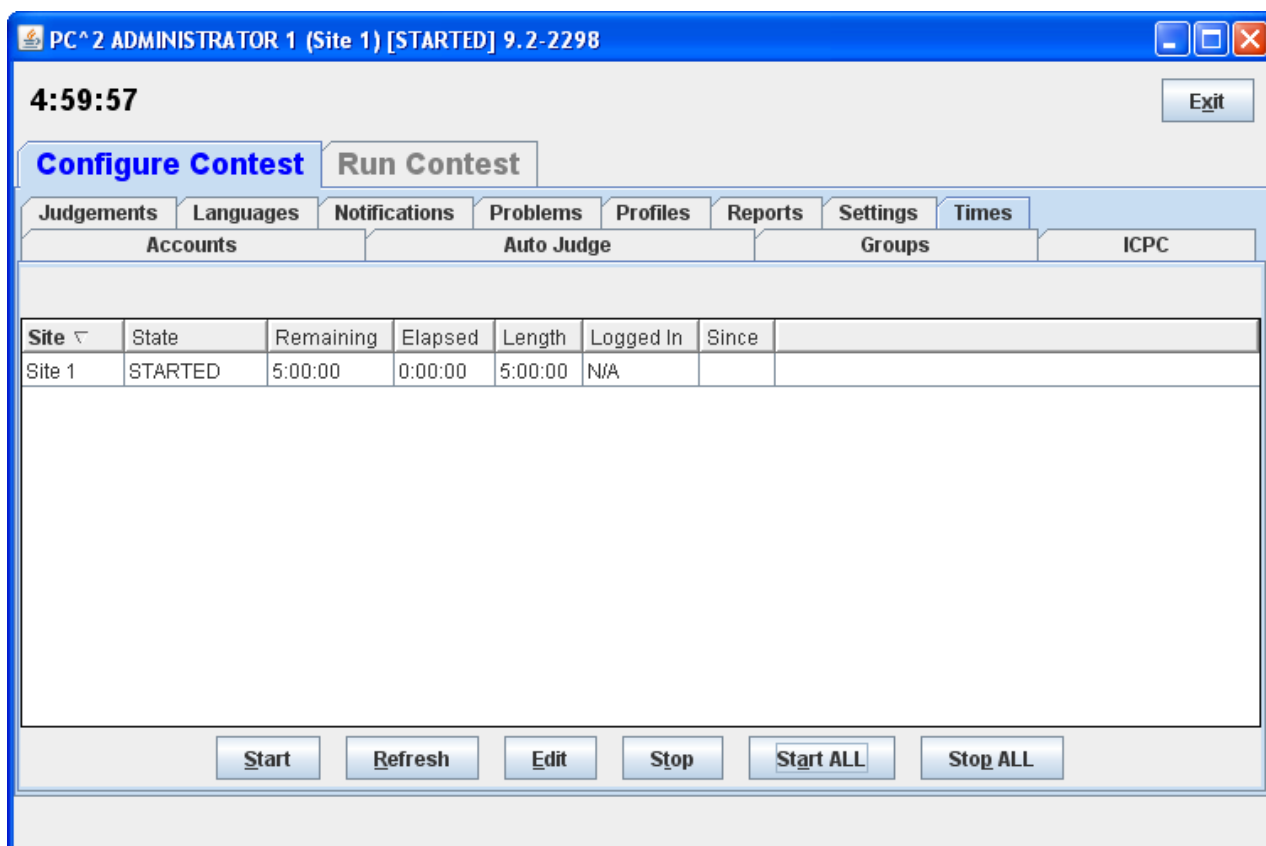 PC^2 ADMINISTRATOR 1 (Site 1) [STARTED] 9.2-2298
4:59:57
Exit
Configure Contest Run Contest
Judgements Languages Notifications Problems Profiles Reports Settings Times
Accounts Auto Judge Groups ICPC
Site State Remaining Elapsed Length Logged In Since
Site 1 STARTED 5:00:00 0:00:00 5:00:00 N/A
Start Refresh Edit Stop Start ALL Stop ALL